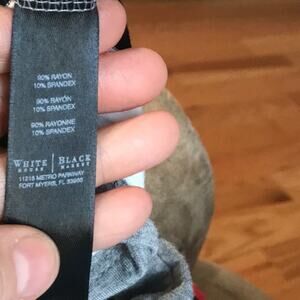 90% RAYON
10% SPANDEX
90% RAYÓN
10% SPANDEX
90% RAYONNE
10% SPANDEX
WHITE | BLACK
HOUSE | MARKET
11215 METRO PARKWAY
FORT MYERS, FL 33966